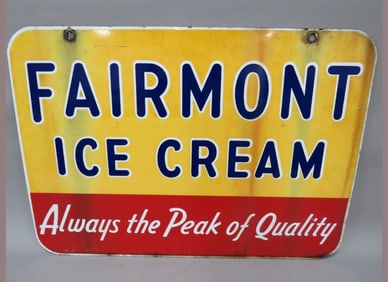 FAIRMONT
ICE CREAM
Always the Peak of Quality